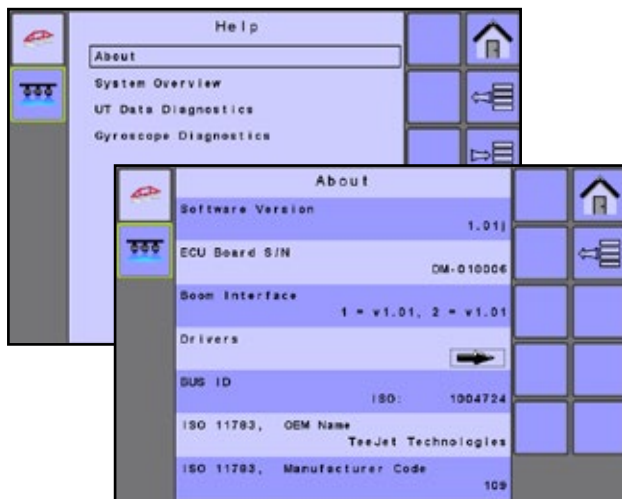 Help
About
System Overview
UT Data Diagnostics
Gyroscope Diagnostics
About
Software Version
1.01j
ECU Board S/N
DM-010006
Boom Interface
1 = v1.01, 2 = v1.01
Drivers
BUS ID
ISO: 1004724
ISO 11783, OEM Name
TeeJet Technologies
ISO 11783, Manufacturer Code
109